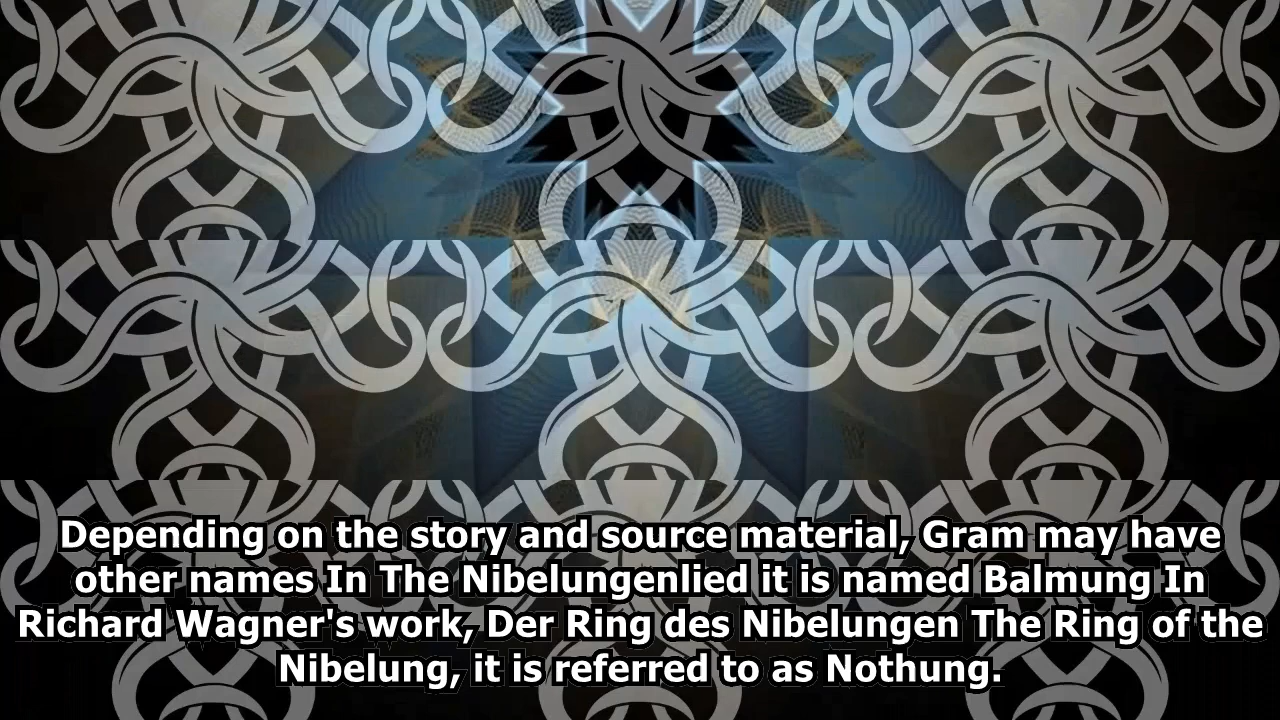 Depending on the story and source material, Gram may have
other names In The Nibelungenlied it is named Balmung In
Richard Wagner's work, Der Ring des Nibelungen The Ring of the
Nibelung, it is referred to as Nothung.